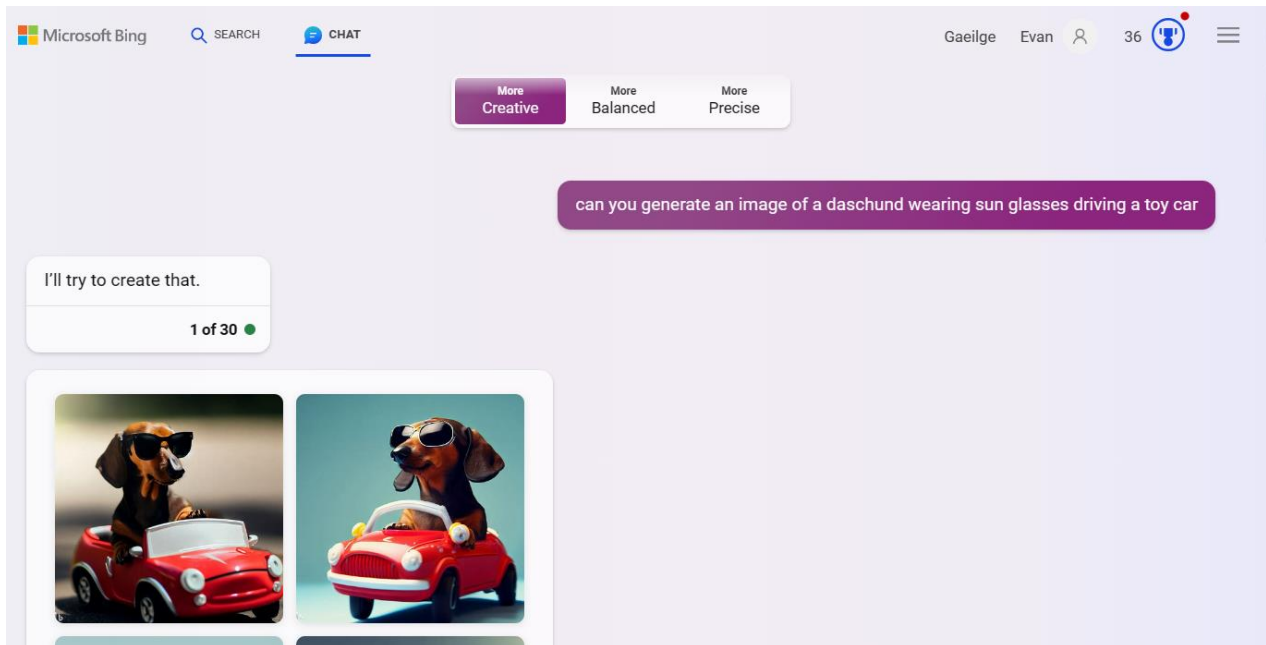 Microsoft Bing SEARCH CHAT Gaeilge Evan 36
More More More
Creative Balanced Precise
can you generate an image of a daschund wearing sun glasses driving a toy car
I'll try to create that.
1 of 30